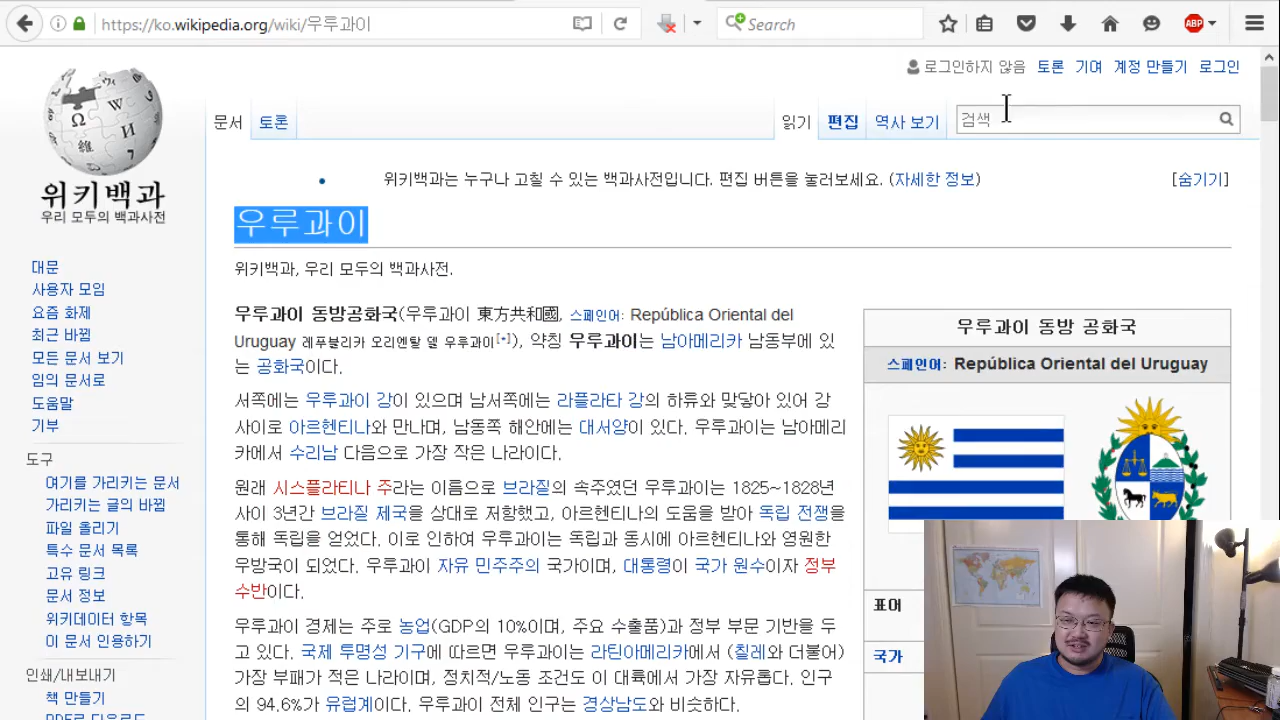 https://ko.wikipedia.org/wiki/우루과이
Search
ABP
로그인하지 않음 토론 기여 계정 만들기 로그인
문서 토론 읽기 편집 역사 보기 검색
위키백과
우리 모두의 백과사전
• 위키백과는 누구나 고칠 수 있는 백과사전입니다. 편집 버튼을 눌러보세요. (자세한 정보) [숨기기]
우루과이
위키백과, 우리 모두의 백과사전.
대문
사용자 모임
요즘 화제
최근 바뀜
모든 문서 보기
임의 문서로
도움말
기부
도구
여기를 가리키는 문서
가리키는 글의 바뀜
파일 올리기
특수 문서 목록
고유 링크
문서 정보
위키데이터 항목
이 문서 인용하기
인쇄/내보내기
책 만들기
PDF로 다운로드
우루과이 동방공화국(우루과이 東方共和國, 스페인어: República Oriental del
Uruguay 레푸블리카 오리엔탈 델 우루과이[*]), 약칭 우루과이는 남아메리카 남동부에 있
는 공화국이다.
서쪽에는 우루과이 강이 있으며 남서쪽에는 라플라타 강의 하류와 맞닿아 있어 강
사이로 아르헨티나와 만나며, 남동쪽 해안에는 대서양이 있다. 우루과이는 남아메리
카에서 수리남 다음으로 가장 작은 나라이다.
원래 시스플라티나 주라는 이름으로 브라질의 속주였던 우루과이는 1825~1828년
사이 3년간 브라질 제국을 상대로 저항했고, 아르헨티나의 도움을 받아 독립 전쟁을
통해 독립을 얻었다. 이로 인하여 우루과이는 독립과 동시에 아르헨티나와 영원한
우방국이 되었다. 우루과이 자유 민주주의 국가이며, 대통령이 국가 원수이자 정부
수반이다.
우루과이 경제는 주로 농업(GDP의 10%이며, 주요 수출품)과 정부 부문 기반을 두
고 있다. 국제 투명성 기구에 따르면 우루과이는 라틴아메리카에서 (칠레와 더불어)
가장 부패가 적은 나라이며, 정치적/노동 조건도 이 대륙에서 가장 자유롭다. 인구
의 94.6%가 유럽계이다. 우루과이 전체 인구는 경상남도와 비슷하다.
우루과이 동방 공화국
스페인어: República Oriental del Uruguay
표어
국가